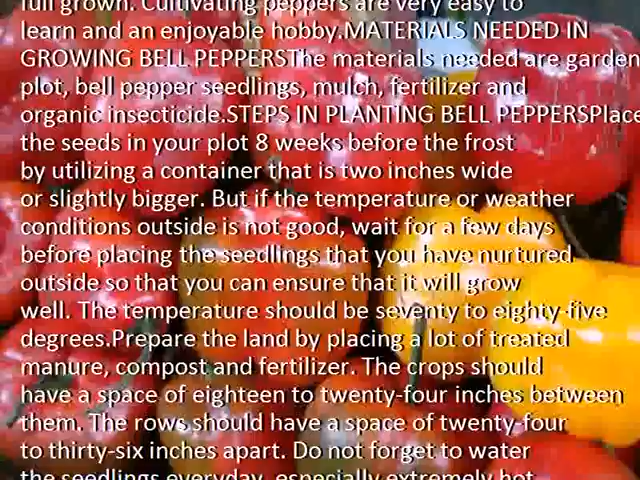 full grown. Cultivating peppers are very easy to
learn and an enjoyable hobby.MATERIALS NEEDED IN
GROWING BELL PEPPERSThe materials needed are garden
plot, bell pepper seedlings, mulch, fertilizer and
organic insecticide.STEPS IN PLANTING BELL PEPPERSPlace
the seeds in your plot 8 weeks before the frost
by utilizing a container that is two inches wide
or slightly bigger. But if the temperature or weather
conditions outside is not good, wait for a few days
before placing the seedlings that you have nurtured
outside so that you can ensure that it will grow
well. The temperature should be seventy to eighty-five
degrees.Prepare the land by placing a lot of treated
manure, compost and fertilizer. The crops should
have a space of eighteen to twenty-four inches between
them. The rows should have a space of twenty-four
to thirty-six inches apart. Do not forget to water
the seedlings everyday, especially extremely hot